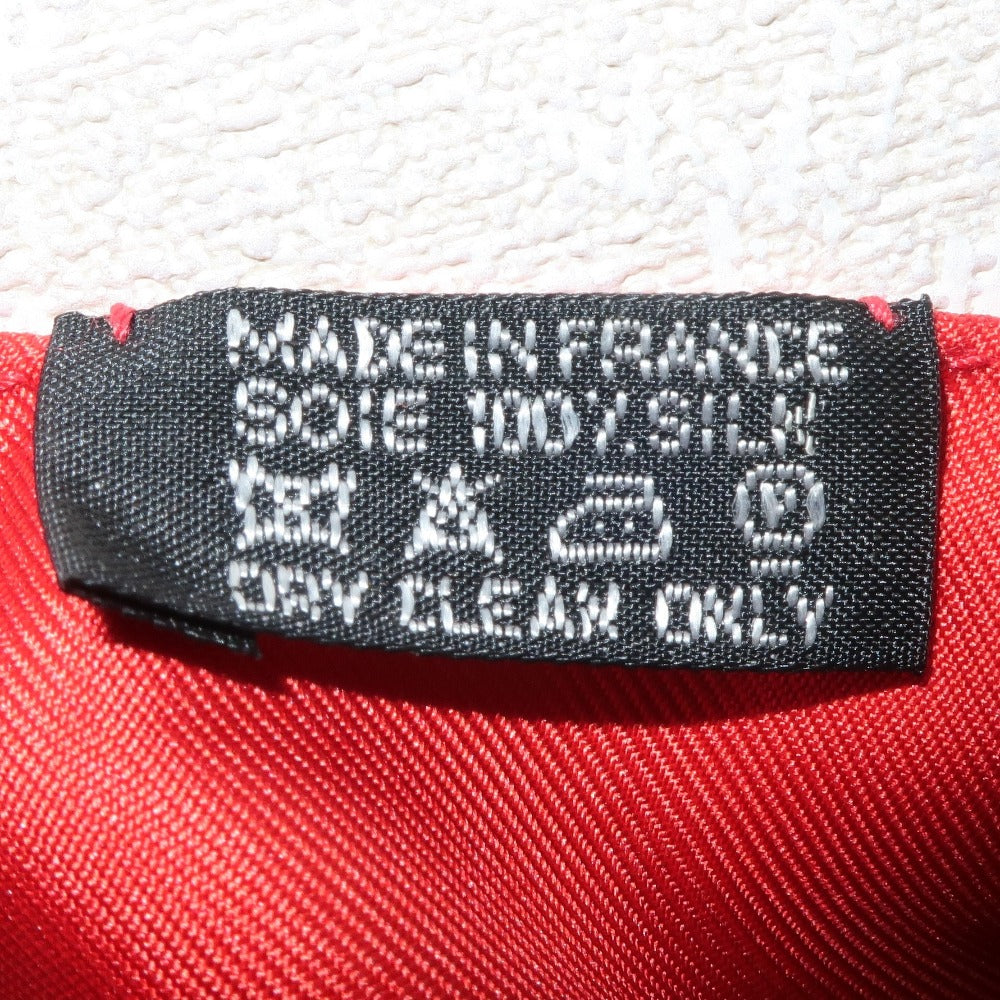 MADE IN FRANCE
SOIE 100% SILK
P
DRY CLEAN ONLY